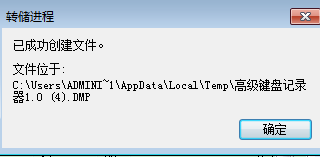 转储进程
已成功创建文件。
文件位于:
C:\Users\ADMINI~1\AppData\Local\Temp\高级键盘记录
器1.0 (4).DMP
确定